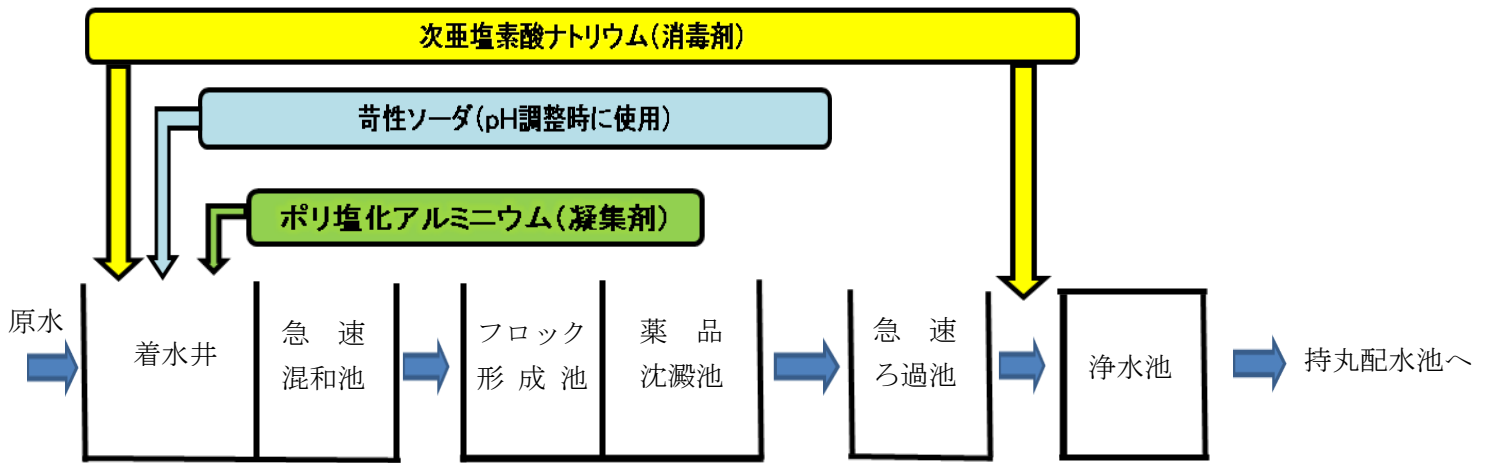 次亜塩素酸ナトリウム(消毒剤)
苛性ソーダ(pH調整時に使用)
ポリ塩化アルミニウム(凝集剤)
原水
着水井
急　速
混和池
フロック
形 成 池
薬　品
沈澱池
急　速
ろ過池
浄水池
持丸配水池へ